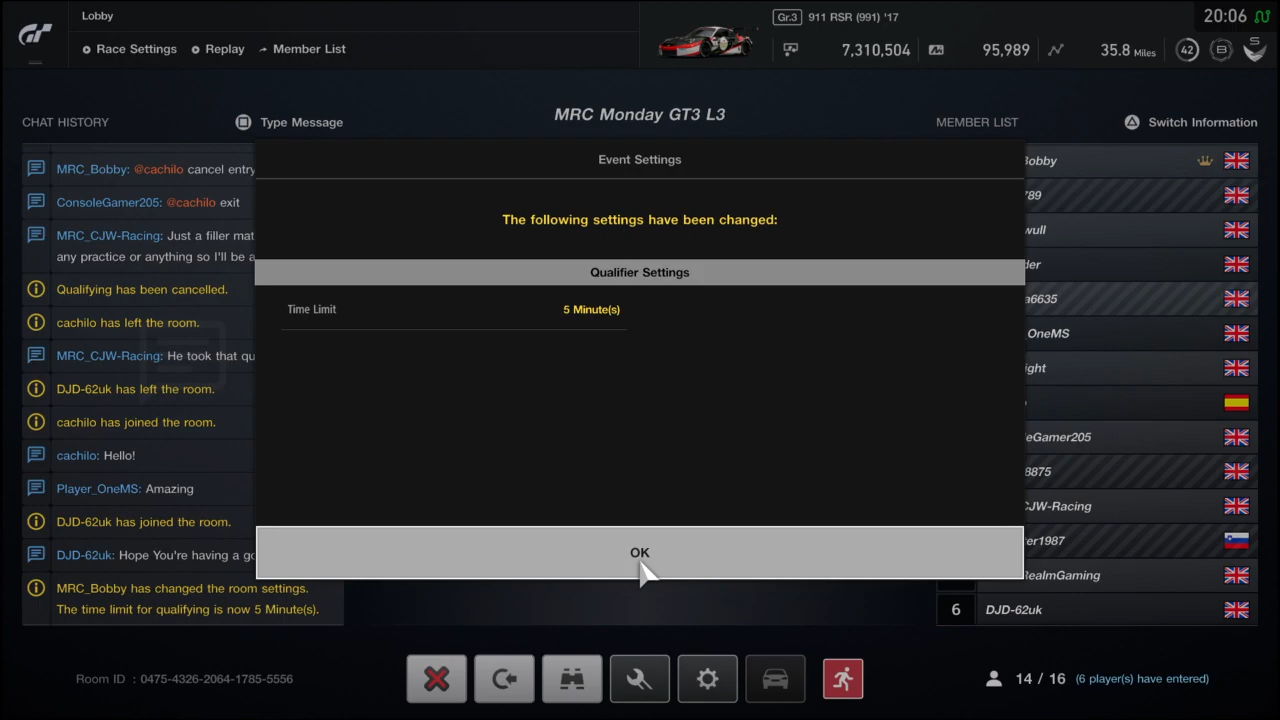 Lobby
Race Settings
Replay
Member List
Gr.3
911 RSR (991) '17
7,310,504
95,989
35.8 Miles
42
B
S
20:06
CHAT HISTORY
Type Message
MRC Monday GT3 L3
MEMBER LIST
Switch Information
MRC_Bobby: @cachilo cancel entry
ConsoleGamer205: @cachilo exit
MRC_CJW-Racing: Just a filler mat
any practice or anything so I'll be a
Qualifying has been cancelled.
cachilo has left the room.
MRC_CJW-Racing: He took that qu
DJD-62uk has left the room.
cachilo has joined the room.
cachilo: Hello!
Player_OneMS: Amazing
DJD-62uk has joined the room.
DJD-62uk: Hope You're having a go
MRC_Bobby has changed the room settings.
The time limit for qualifying is now 5 Minute(s).
Event Settings
The following settings have been changed:
Qualifier Settings
Time Limit
5 Minute(s)
OK
Bobby
789
wull
der
a6635
_OneMS
ight
eGamer205
8875
CJW-Racing
er1987
RealmGaming
6 DJD-62uk
Room ID : 0475-4326-2064-1785-5556
14 / 16
(6 player(s) have entered)